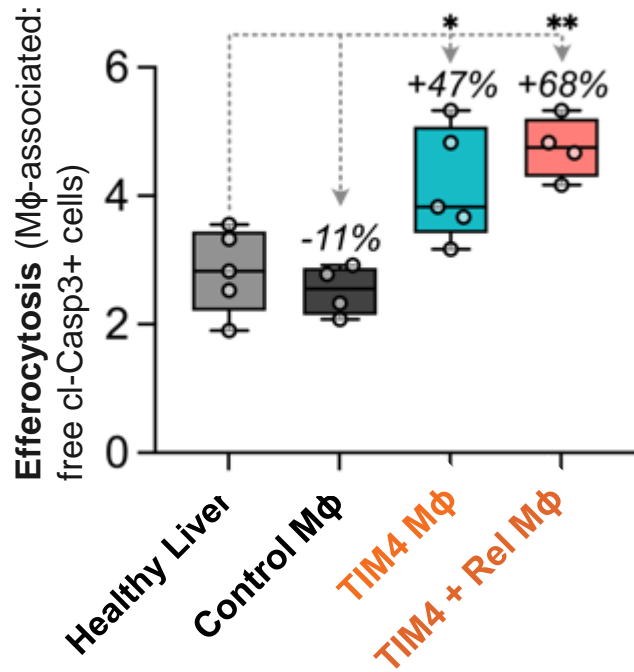 Efferocytosis (Mϕ-associated:
free cl-Casp3+ cells)
6
4
2
0
* **
+47% +68%
-11%
Healthy Liver
Control Mϕ
TIM4 Mϕ
TIM4 + Rel Mϕ